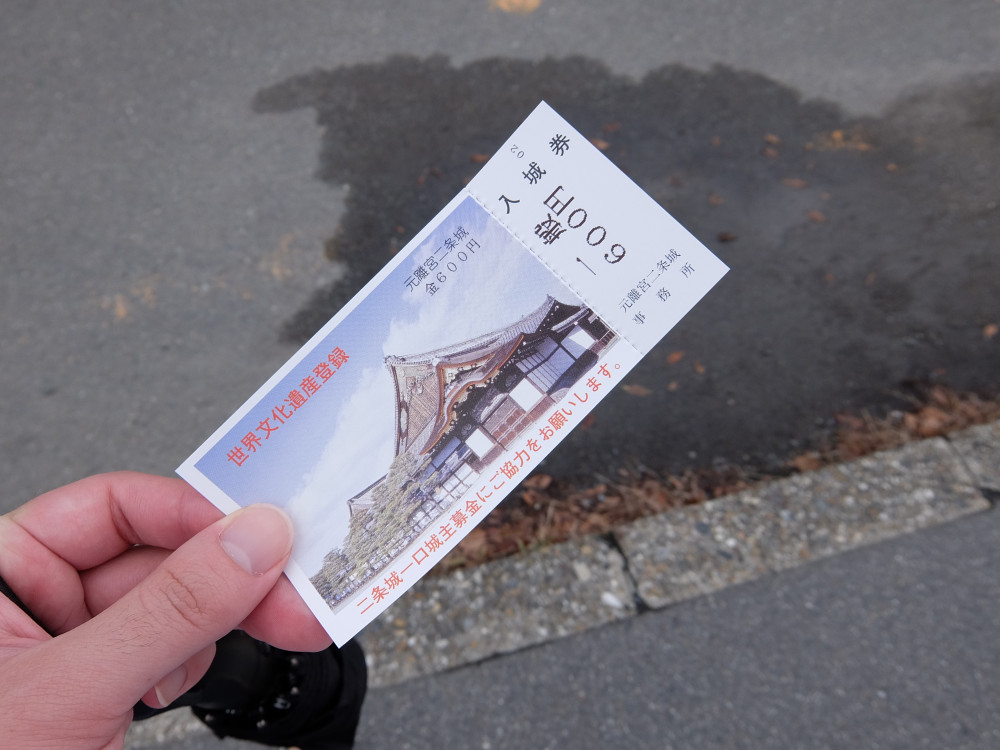 元離宮二条城
金600円
世界文化遺産登録
二条城一口城主募金にご協力をお願いします。
02
入城券
一般
600円
元離宮二条城
事務所